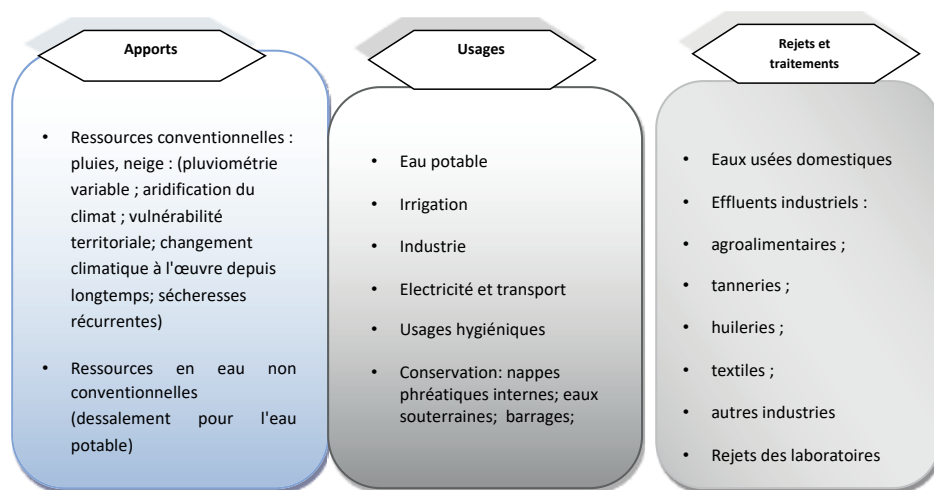 Apports
• Ressources conventionnelles :
pluies, neige : (pluviométrie
variable ; aridification du
climat ; vulnérabilité
territoriale; changement
climatique à l'œuvre depuis
longtemps; sécheresses
récurrentes)
• Ressources en eau non
conventionnelles
(dessalement pour l'eau
potable)
Usages
• Eau potable
• Irrigation
• Industrie
• Electricité et transport
• Usages hygiéniques
• Conservation: nappes
phréatiques internes; eaux
souterraines; barrages;
Rejets et
traitements
• Eaux usées domestiques
• Effluents industriels :
• agroalimentaires ;
• tanneries ;
• huileries ;
• textiles ;
• autres industries
• Rejets des laboratoires